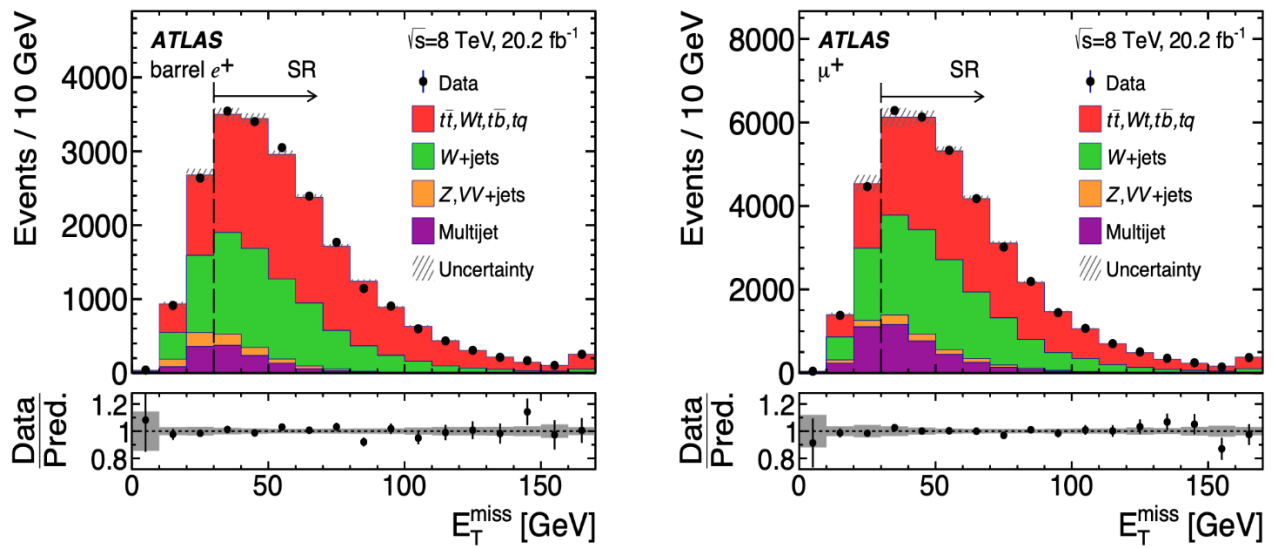 ATLAS
barrel e⁺
√s=8 TeV, 20.2 fb⁻¹
SR
Data
tt̄,Wt,tb̄,tq
W+jets
Z,VV+jets
Multijet
Uncertainty
Events / 10 GeV
4000
3000
2000
1000
0
Data
Pred.
1.2
1
0.8
0 50 100 150
E_T^miss [GeV]
ATLAS
μ⁺
√s=8 TeV, 20.2 fb⁻¹
SR
Data
tt̄,Wt,tb̄,tq
W+jets
Z,VV+jets
Multijet
Uncertainty
Events / 10 GeV
8000
6000
4000
2000
0
Data
Pred.
1.2
1
0.8
0 50 100 150
E_T^miss [GeV]